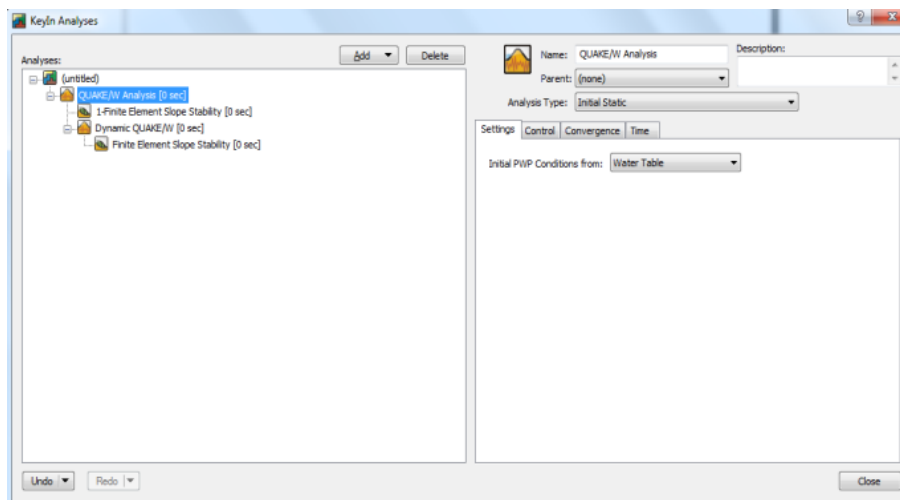 KeyIn Analyses
Analyses:
Add
Delete
(untitled)
QUAKE/W Analysis [0 sec]
1-Finite Element Slope Stability [0 sec]
Dynamic QUAKE/W [0 sec]
Finite Element Slope Stability [0 sec]
Name: QUAKE/W Analysis
Description:
Parent: (none)
Analysis Type: Initial Static
Settings Control Convergence Time
Initial PWP Conditions from: Water Table
Undo Redo
Close